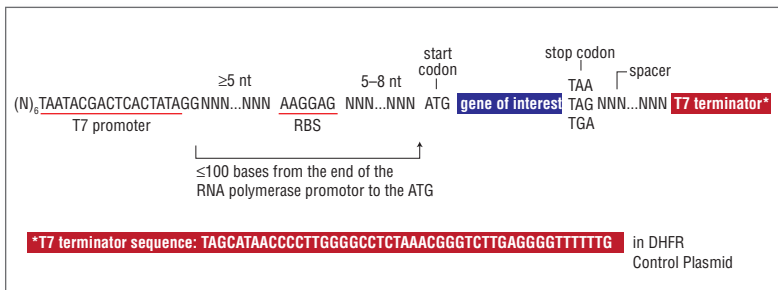 start
codon
stop codon
≥5 nt
5–8 nt
spacer
(N)6TAATACGACTCACTATAGGNNN...NNN AAGGAG NNN...NNN ATG gene of interest TAA TAG TGA NNN...NNN T7 terminator*
T7 promoter
RBS
≤100 bases from the end of the
RNA polymerase promotor to the ATG
*T7 terminator sequence: TAGCATAACCCCTTGGGGCCTCTAAACGGGTCTTGAGGGGTTTTTTG in DHFR
Control Plasmid